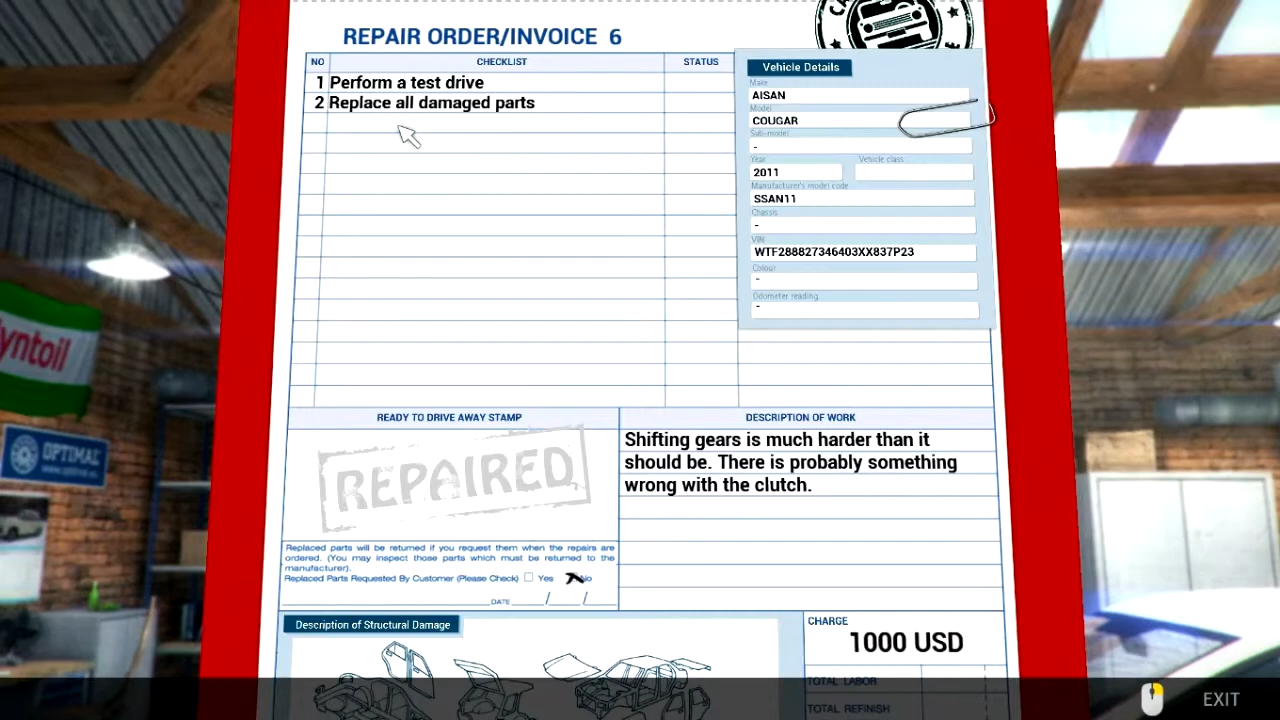 REPAIR ORDER/INVOICE 6
NO CHECKLIST STATUS
1 Perform a test drive
2 Replace all damaged parts
Vehicle Details
Make
AISAN
Model
COUGAR
Sub-model
-
Year Vehicle class
2011
Manufacturer's model code
SSAN11
Chassis
-
VIN
WTF288827346403XX837P23
Colour
-
Odometer reading
-
READY TO DRIVE AWAY STAMP
REPAIRED
DESCRIPTION OF WORK
Shifting gears is much harder than it
should be. There is probably something
wrong with the clutch.
Replaced parts will be returned if you request them when the repairs are
ordered. (You may inspect those parts which must be returned to the
manufacturer).
Replaced Parts Requested By Customer (Please Check) Yes No
DATE / /
Description of Structural Damage
CHARGE
1000 USD
TOTAL LABOR
TOTAL REFINISH
yntoil
OPTIMAL
EXIT